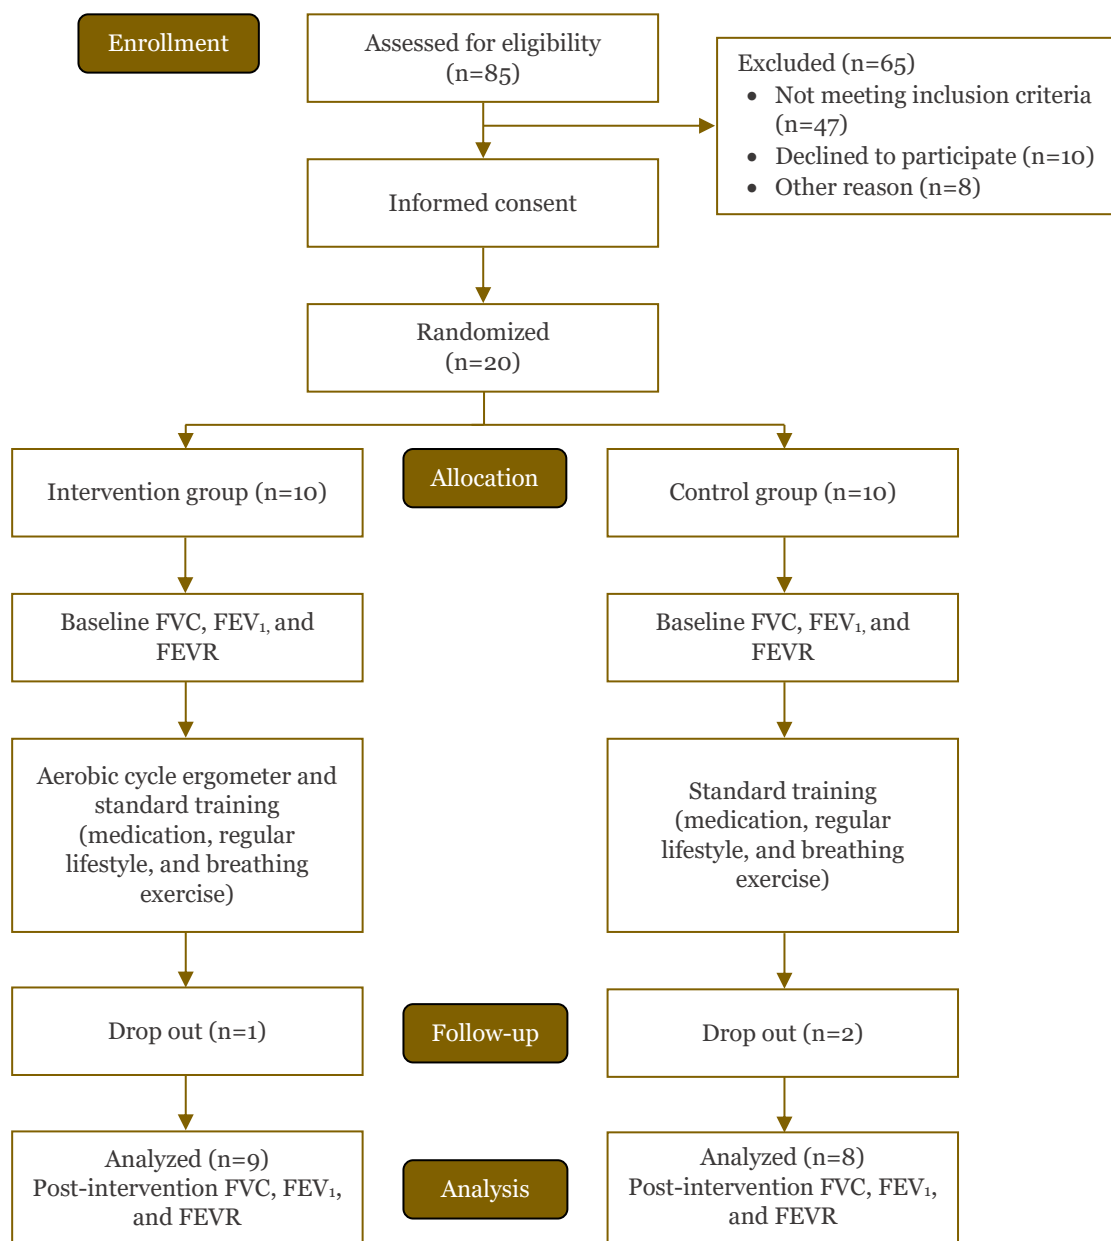 Enrollment
Assessed for eligibility
(n=85)
Excluded (n=65)
• Not meeting inclusion criteria
(n=47)
• Declined to participate (n=10)
• Other reason (n=8)
Informed consent
Randomized
(n=20)
Intervention group (n=10)
Allocation
Control group (n=10)
Baseline FVC, FEV₁, and
FEVR
Baseline FVC, FEV₁, and
FEVR
Aerobic cycle ergometer and
standard training
(medication, regular
lifestyle, and breathing
exercise)
Standard training
(medication, regular
lifestyle, and breathing
exercise)
Drop out (n=1)
Follow-up
Drop out (n=2)
Analyzed (n=9)
Post-intervention FVC, FEV₁,
and FEVR
Analysis
Analyzed (n=8)
Post-intervention FVC, FEV₁,
and FEVR